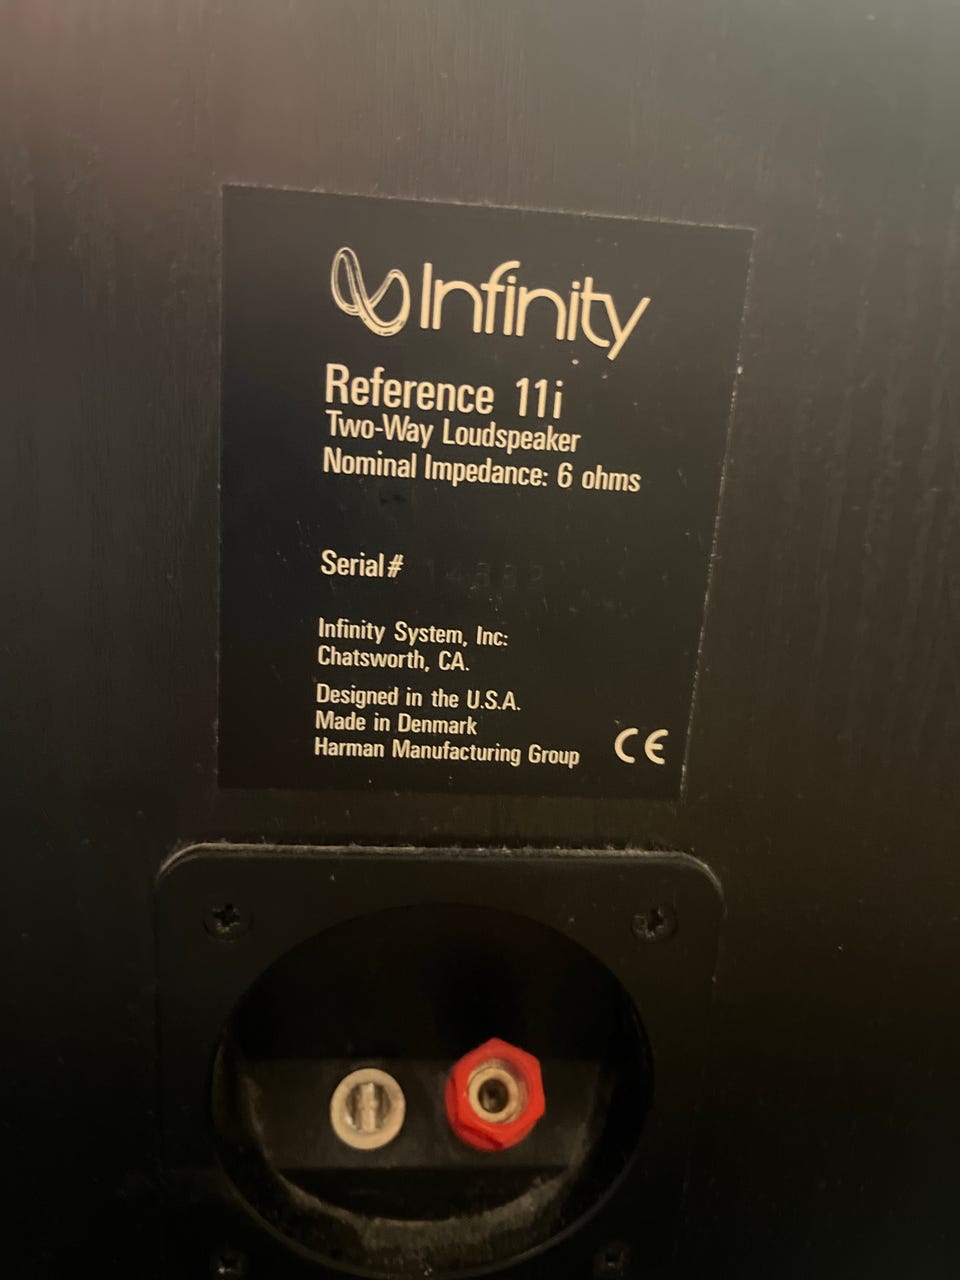 Infinity
Reference 11i
Two-Way Loudspeaker
Nominal Impedance: 6 ohms
Serial#
Infinity System, Inc:
Chatsworth, CA.
Designed in the U.S.A.
Made in Denmark
Harman Manufacturing Group
CE